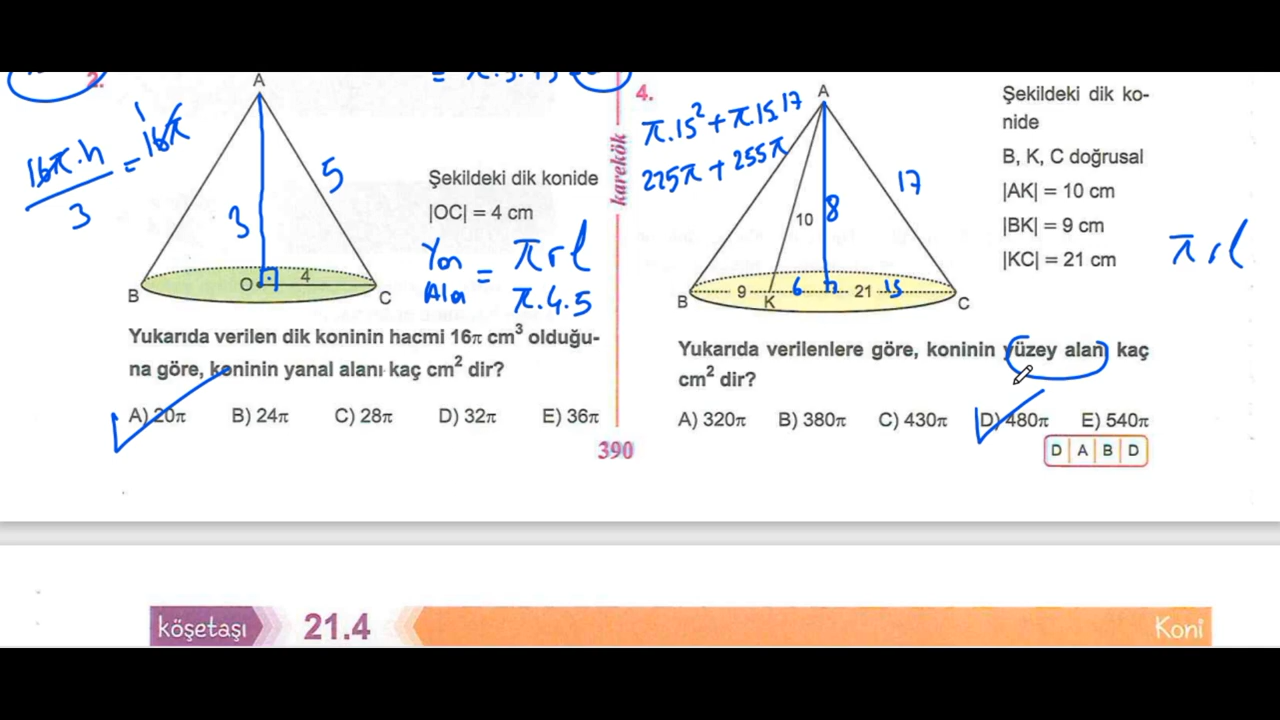 2.
A
16π.h
3
= 16π
1
5
3
Şekildeki dik konide
|OC| = 4 cm
Yan
Alan
=
πrl
π.4.5
O
4
B
C
Yukarıda verilen dik koninin hacmi 16π cm³ olduğu-
na göre, koninin yanal alanı kaç cm² dir?
A) 20π B) 24π C) 28π D) 32π E) 36π
karekök
390
4.
A
π.15² + π.15.17
225π + 255π
17
10
8
B
9
K
6
21
15
C
Şekildeki dik ko-
nide
B, K, C doğrusal
|AK| = 10 cm
|BK| = 9 cm
|KC| = 21 cm
πrl
Yukarıda verilenlere göre, koninin yüzey alanı kaç
cm² dir?
A) 320π B) 380π C) 430π D) 480π E) 540π
D A B D
köşetaşı
21.4
Koni